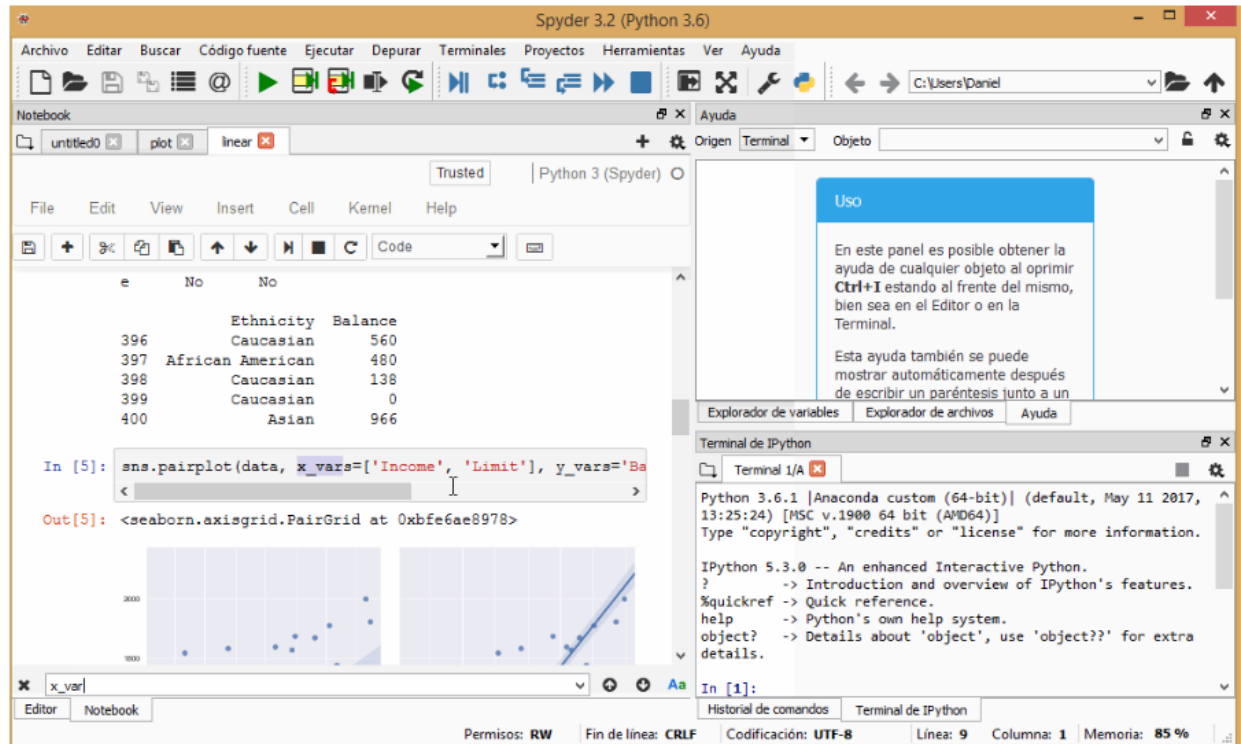 Spyder 3.2 (Python 3.6)
Archivo Editar Buscar Código fuente Ejecutar Depurar Terminales Proyectos Herramientas Ver Ayuda
C:\Users\Daniel
Notebook
untitled0 plot linear
Trusted Python 3 (Spyder)
File Edit View Insert Cell Kernel Help
Code
e No No
Ethnicity Balance
396 Caucasian 560
397 African American 480
398 Caucasian 138
399 Caucasian 0
400 Asian 966
In [5]: sns.pairplot(data, x_vars=['Income', 'Limit'], y_vars='Ba
Out[5]: <seaborn.axisgrid.PairGrid at 0xbfe6ae8978>
2000
1800
x_var
Aa
Editor Notebook
Ayuda
Origen Terminal Objeto
Uso
En este panel es posible obtener la
ayuda de cualquier objeto al oprimir
Ctrl+I estando al frente del mismo,
bien sea en el Editor o en la
Terminal.
Esta ayuda también se puede
mostrar automáticamente después
de escribir un paréntesis junto a un
Explorador de variables Explorador de archivos Ayuda
Terminal de IPython
Terminal 1/A
Python 3.6.1 |Anaconda custom (64-bit)| (default, May 11 2017,
13:25:24) [MSC v.1900 64 bit (AMD64)]
Type "copyright", "credits" or "license" for more information.
IPython 5.3.0 -- An enhanced Interactive Python.
? -> Introduction and overview of IPython's features.
%quickref -> Quick reference.
help -> Python's own help system.
object? -> Details about 'object', use 'object??' for extra
details.
In [1]:
Historial de comandos Terminal de IPython
Permisos: RW Fin de línea: CRLF Codificación: UTF-8 Línea: 9 Columna: 1 Memoria: 85 %